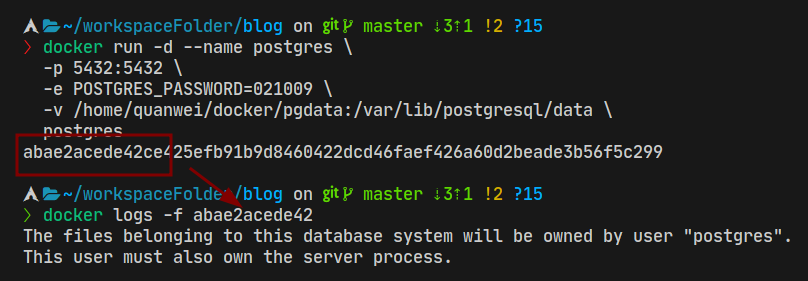 ~/workspaceFolder/blog on git master ⇣3⇡1 !2 ?15
❯ docker run -d --name postgres \
-p 5432:5432 \
-e POSTGRES_PASSWORD=021009 \
-v /home/quanwei/docker/pgdata:/var/lib/postgresql/data \
postgres
abae2acede42ce425efb91b9d8460422dcd46faef426a60d2beade3b56f5c299
~/workspaceFolder/blog on git master ⇣3⇡1 !2 ?15
❯ docker logs -f abae2acede42
The files belonging to this database system will be owned by user "postgres".
This user must also own the server process.